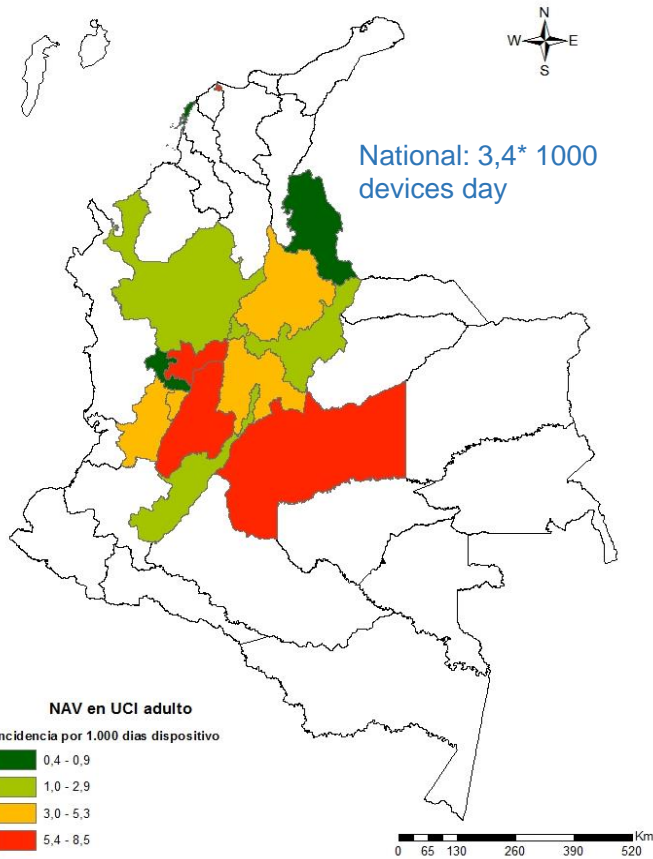 N
W E
S
National: 3,4* 1000
devices day
NAV en UCI adulto
ncidencia por 1.000 dias dispositivo
0,4 - 0,9
1,0 - 2,9
3,0 - 5,3
5,4 - 8,5
Km
0 65 130 260 390 520